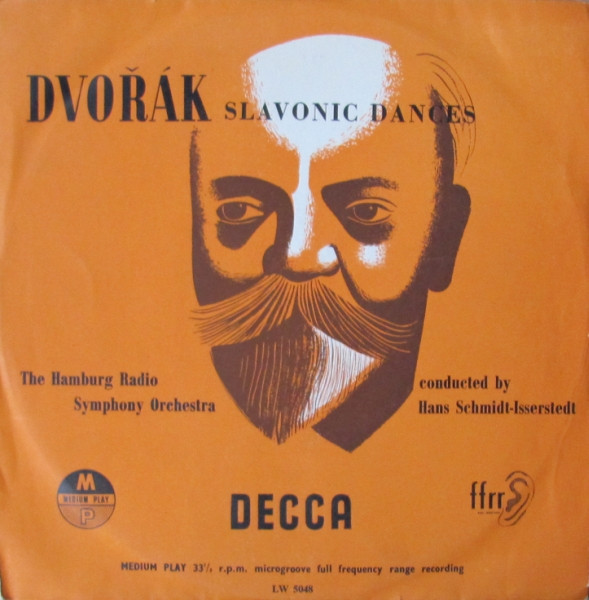 DVOŘÁK SLAVONIC DANCES
The Hamburg Radio
Symphony Orchestra
conducted by
Hans Schmidt-Isserstedt
M
MEDIUM PLAY
P
DECCA
ffrr
MEDIUM PLAY 33⅓ r.p.m. microgroove full frequency range recording
LW 5048